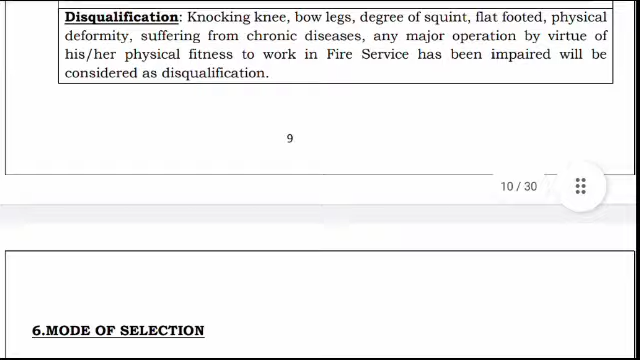 Disqualification: Knocking knee, bow legs, degree of squint, flat footed, physical
deformity, suffering from chronic diseases, any major operation by virtue of
his/her physical fitness to work in Fire Service has been impaired will be
considered as disqualification.
9
10 / 30
6.MODE OF SELECTION